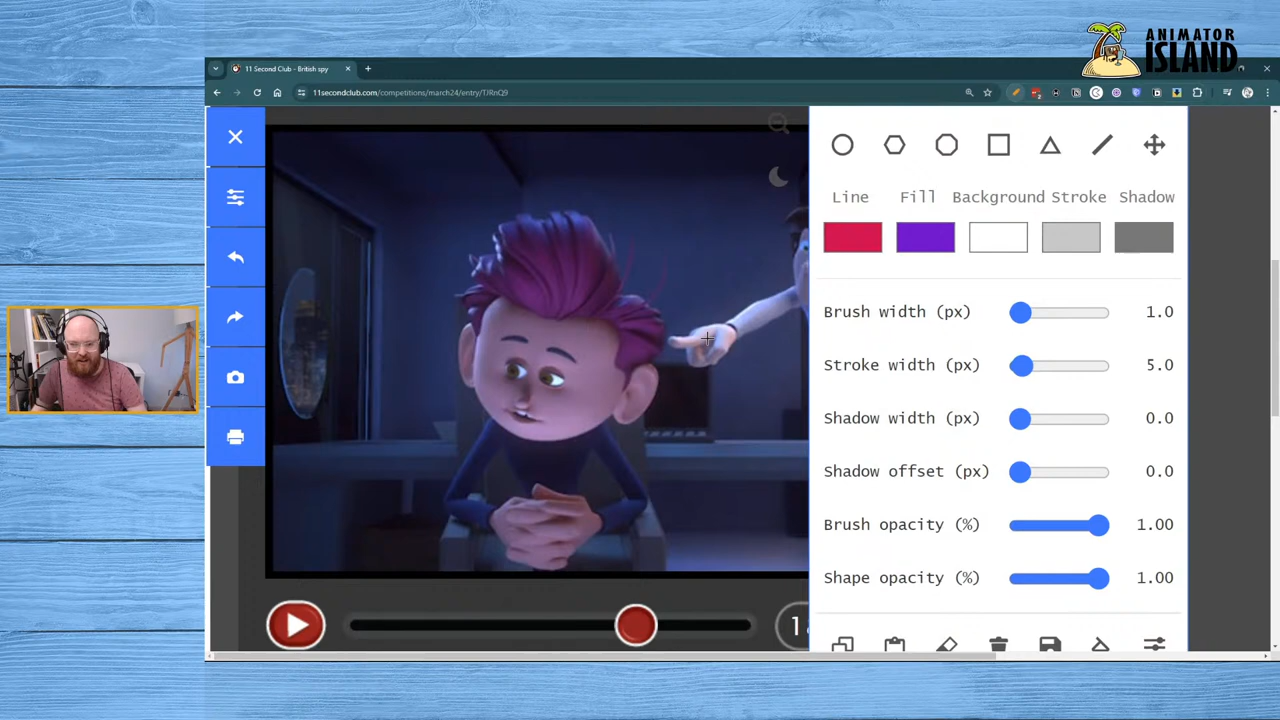 ANIMATOR
ISLAND
11 Second Club - British spy
11secondclub.com/competitions/march24/entry/TJRnQ9
Line Fill Background Stroke Shadow
Brush width (px) 1.0
Stroke width (px) 5.0
Shadow width (px) 0.0
Shadow offset (px) 0.0
Brush opacity (%) 1.00
Shape opacity (%) 1.00